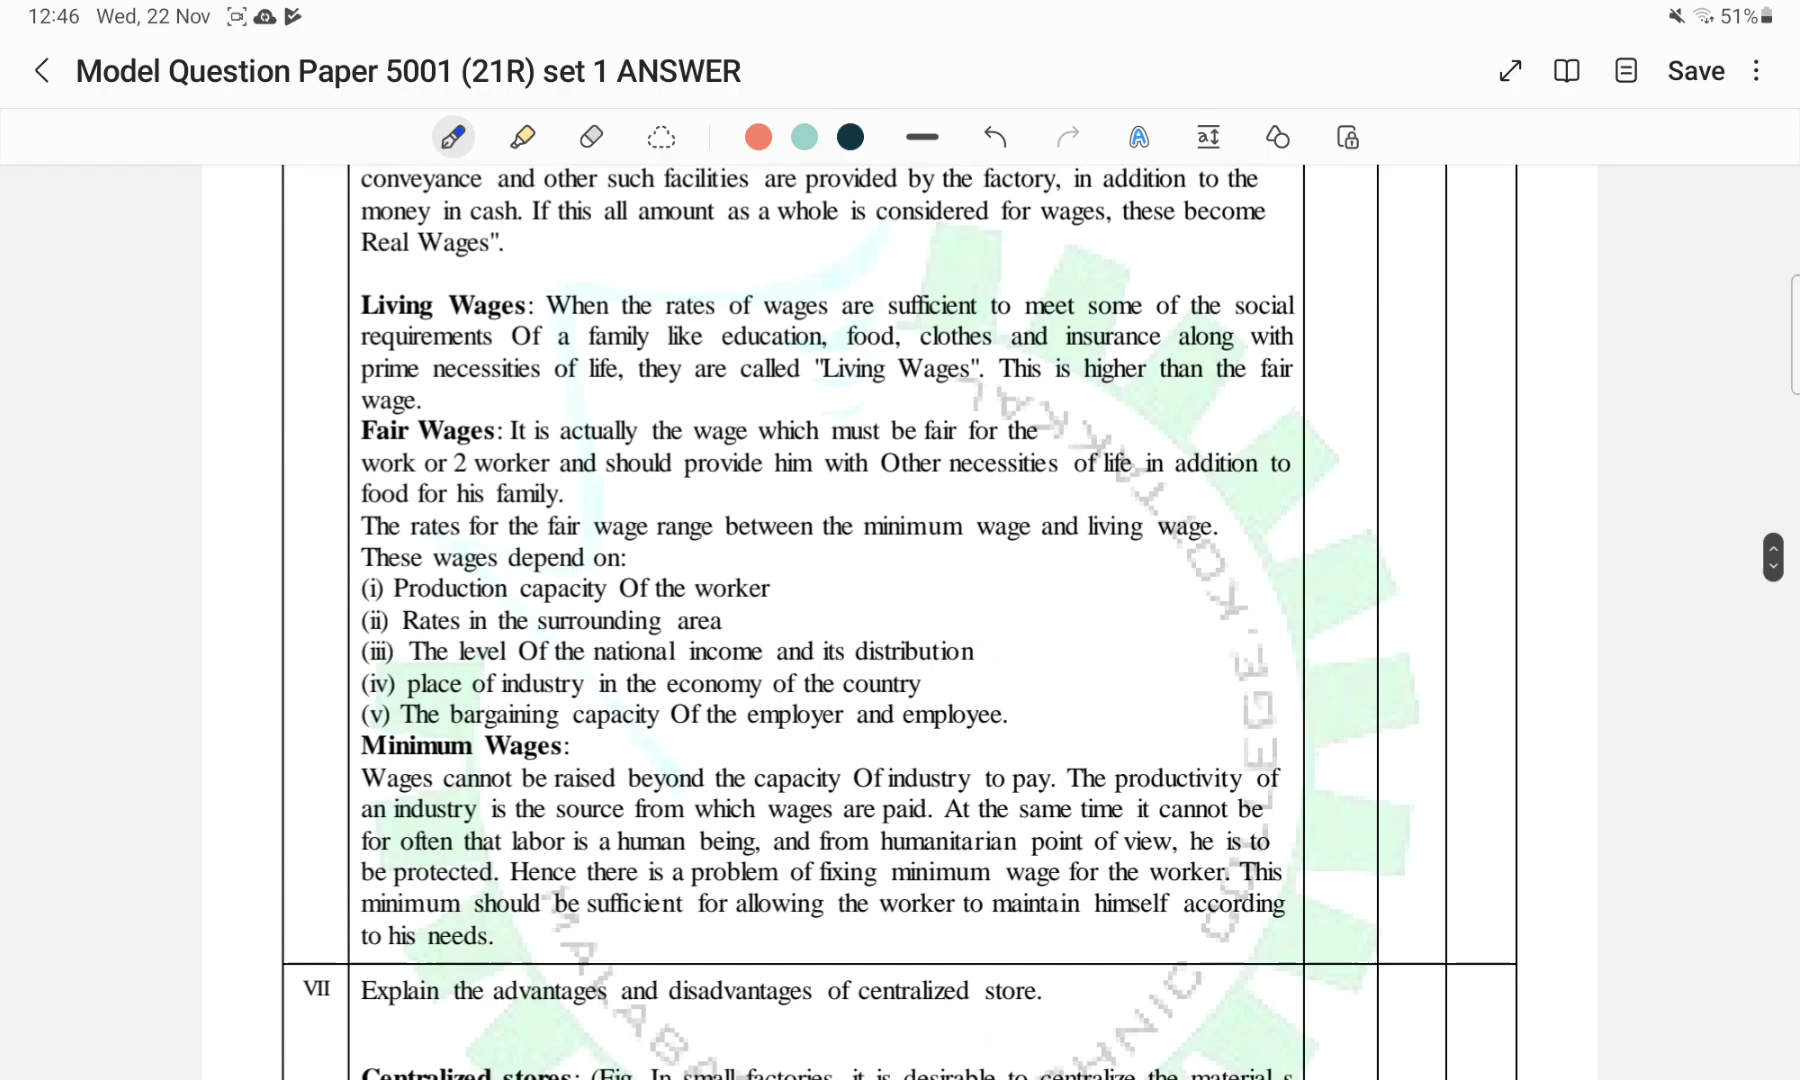 12:46 Wed, 22 Nov
51%
Model Question Paper 5001 (21R) set 1 ANSWER
Save
conveyance and other such facilities are provided by the factory, in addition to the
money in cash. If this all amount as a whole is considered for wages, these become
Real Wages".
Living Wages: When the rates of wages are sufficient to meet some of the social
requirements Of a family like education, food, clothes and insurance along with
prime necessities of life, they are called "Living Wages". This is higher than the fair
wage.
Fair Wages: It is actually the wage which must be fair for the
work or 2 worker and should provide him with Other necessities of life in addition to
food for his family.
The rates for the fair wage range between the minimum wage and living wage.
These wages depend on:
(i) Production capacity Of the worker
(ii) Rates in the surrounding area
(iii) The level Of the national income and its distribution
(iv) place of industry in the economy of the country
(v) The bargaining capacity Of the employer and employee.
Minimum Wages:
Wages cannot be raised beyond the capacity Of industry to pay. The productivity of
an industry is the source from which wages are paid. At the same time it cannot be
for often that labor is a human being, and from humanitarian point of view, he is to
be protected. Hence there is a problem of fixing minimum wage for the worker. This
minimum should be sufficient for allowing the worker to maintain himself according
to his needs.
VII Explain the advantages and disadvantages of centralized store.
Centralized stores: (Fig. In small factories, it is desirable to centralize the material s